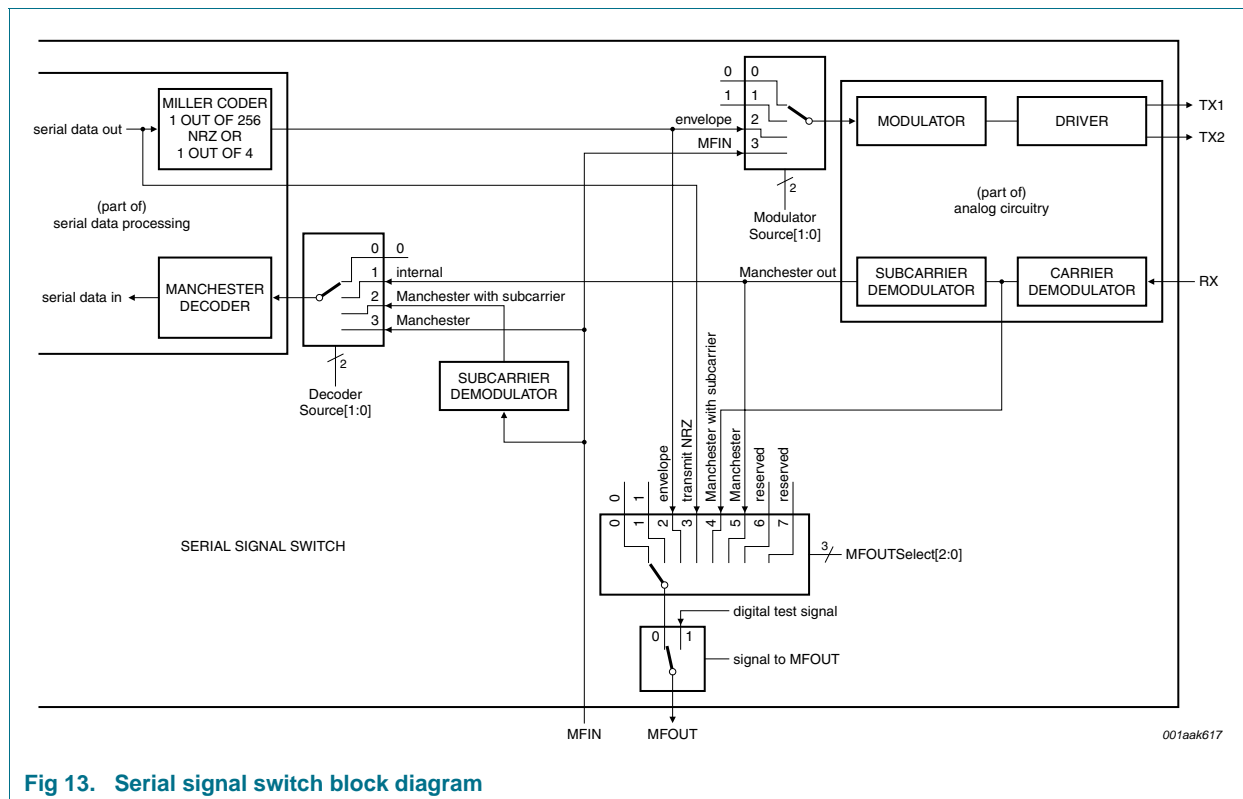 MILLER CODER
1 OUT OF 256
NRZ OR
1 OUT OF 4
serial data out
(part of)
serial data processing
MANCHESTER
DECODER
serial data in
0 0
1 internal
2 Manchester with subcarrier
3 Manchester
2
Decoder
Source[1:0]
SUBCARRIER
DEMODULATOR
0 0
1 1
envelope 2
MFIN 3
2
Modulator
Source[1:0]
MODULATOR
DRIVER
TX1
TX2
(part of)
analog circuitry
Manchester out
SUBCARRIER
DEMODULATOR
CARRIER
DEMODULATOR
RX
0
1
envelope
transmit NRZ
Manchester with subcarrier
Manchester
reserved
reserved
0 1 2 3 4 5 6 7
3
MFOUTSelect[2:0]
SERIAL SIGNAL SWITCH
digital test signal
0 1
signal to MFOUT
MFIN
MFOUT
001aak617
Fig 13. Serial signal switch block diagram